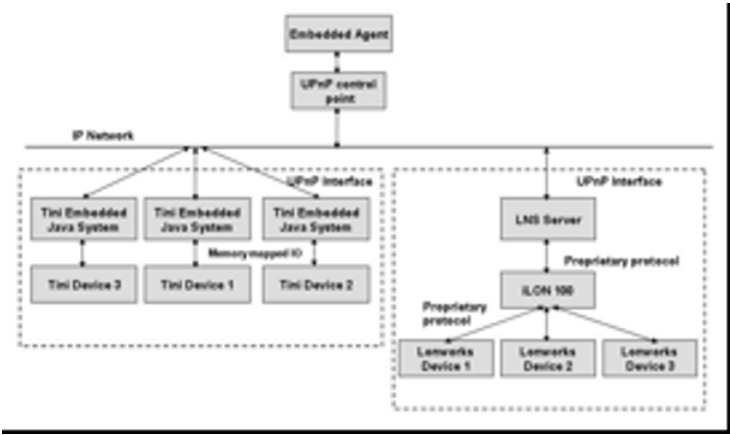 Embedded Agent
UPnP control
point
IP Network
UPnP Interface
UPnP Interface
Tini Embedded
Java System
Tini Embedded
Java System
Tini Embedded
Java System
LNS Server
Memory mapped IO
Proprietary protocol
Tini Device 3
Tini Device 1
Tini Device 2
iLON 100
Proprietary
protocol
Lonworks
Device 1
Lonworks
Device 2
Lonworks
Device 3